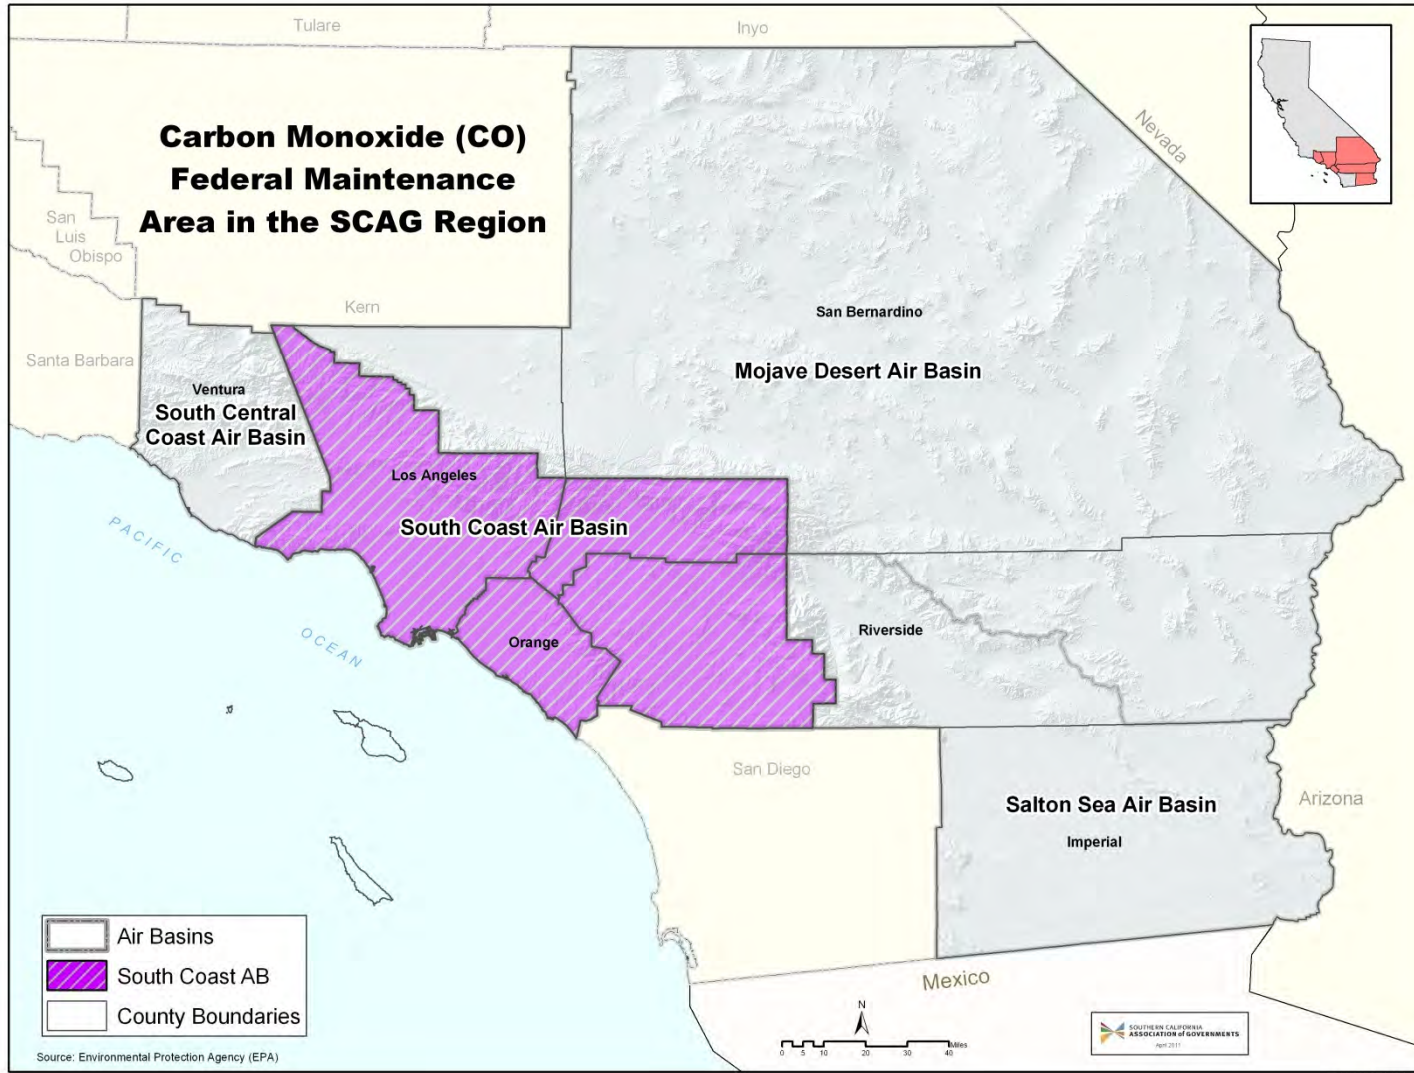 Tulare
Inyo
Carbon Monoxide (CO)
Federal Maintenance
Area in the SCAG Region
Nevada
San
Luis
Obispo
Kern
San Bernardino
Santa Barbara
Mojave Desert Air Basin
Ventura
South Central
Coast Air Basin
Los Angeles
South Coast Air Basin
PACIFIC
OCEAN
Orange
Riverside
San Diego
Salton Sea Air Basin
Arizona
Imperial
Air Basins
South Coast AB
County Boundaries
Mexico
N
Miles
0 5 10 20 30 40
SOUTHERN CALIFORNIA
ASSOCIATION of GOVERNMENTS
April 2011
Source: Environmental Protection Agency (EPA)